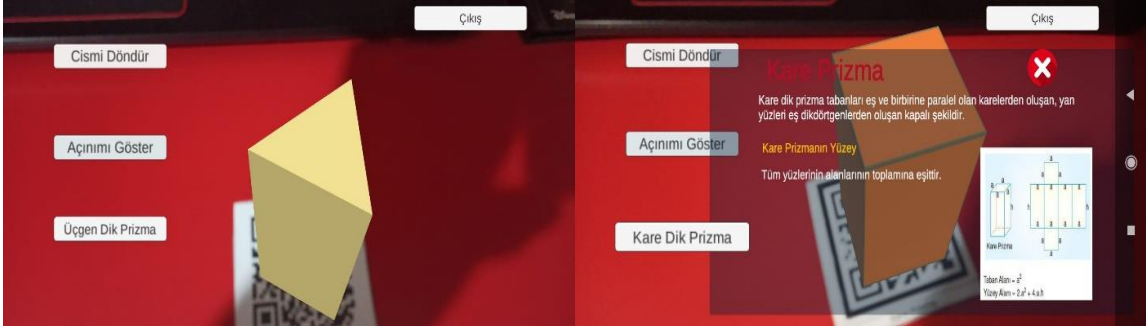 Çıkış
Cismi Döndür
Açınımı Göster
Üçgen Dik Prizma
Çıkış
Cismi Döndür
Kare Prizma
Kare dik prizma tabanları eş ve birbirine paralel olan karelerden oluşan, yan
yüzleri eş dikdörtgenlerden oluşan kapalı şekildir.
Açınımı Göster
Kare Prizmanın Yüzey
Tüm yüzlerinin alanlarının toplamına eşittir.
Kare Dik Prizma
Kare Prizma
Taban Alanı = a²
Yüzey Alanı = 2.a² + 4.a.h